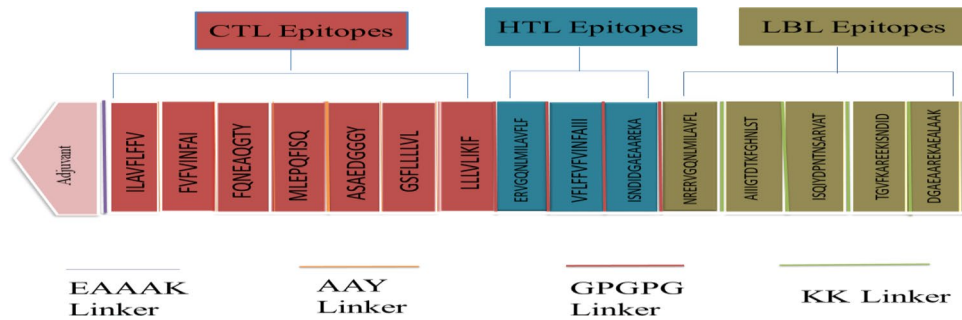 CTL Epitopes
HTL Epitopes
LBL Epitopes
Adjuvant
ILAVFLFFV
FVFVINFAI
FQNEAQGTY
MLEPQFISQ
ASAEDGGGY
GSFLLLVL
LLLVLIKIF
ERVGQNLMILAVFLF
VFLFFVFVINFAIII
ISNDIDGAEAAREKA
NRERVGQNLMILAVFL
AIIIGTDTKFGHNLST
ISQIYDPNTNSARVAT
TGVFKAREEKISNDID
DGAEAAREKAEALAAK
EAAAK
Linker
AAY
Linker
GPGPG
Linker
KK Linker